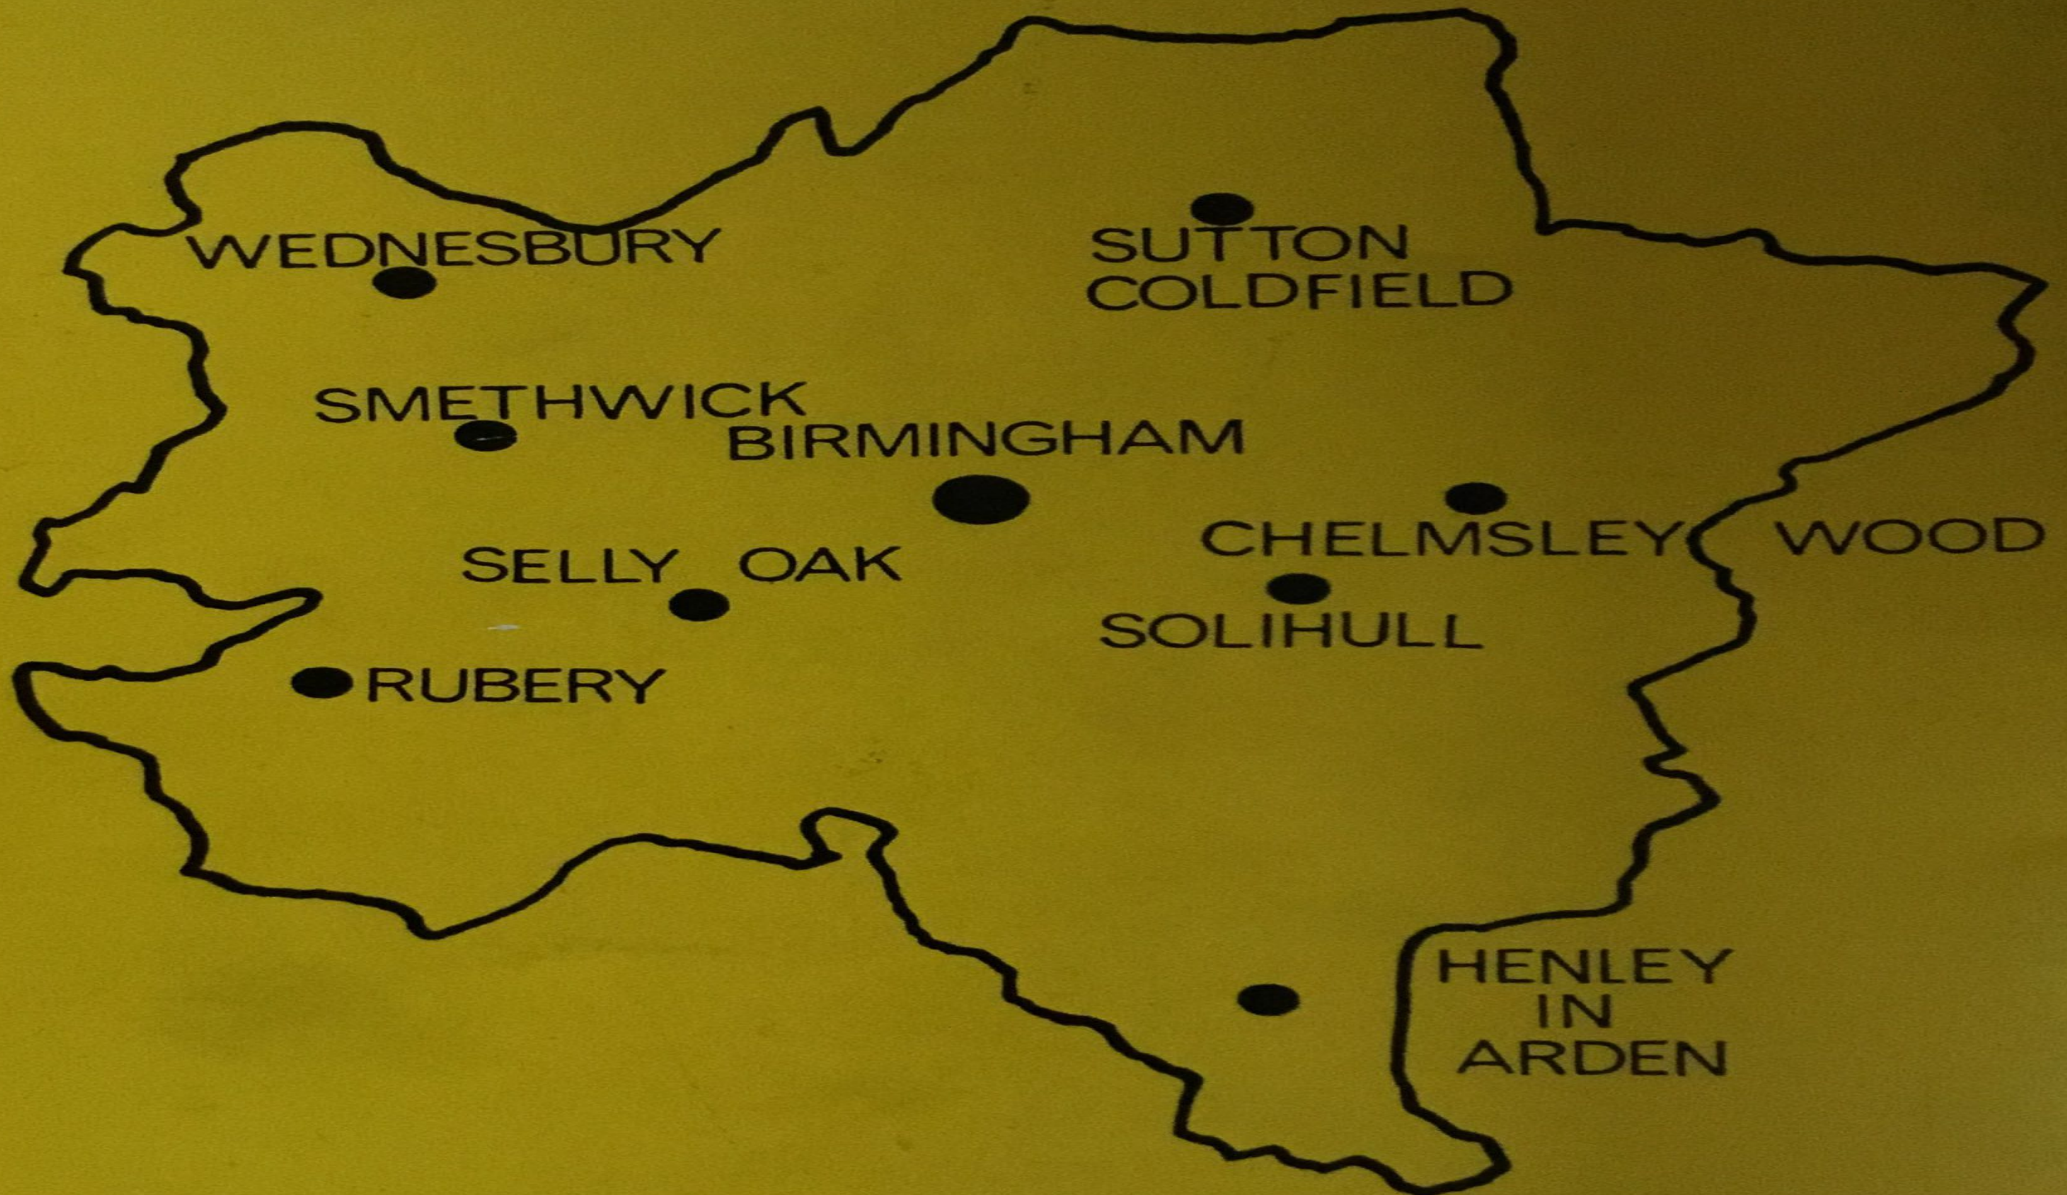 WEDNESBURY
SUTTON
COLDFIELD
SMETHWICK
BIRMINGHAM
CHELMSLEY WOOD
SELLY OAK
SOLIHULL
RUBERY
HENLEY
IN
ARDEN